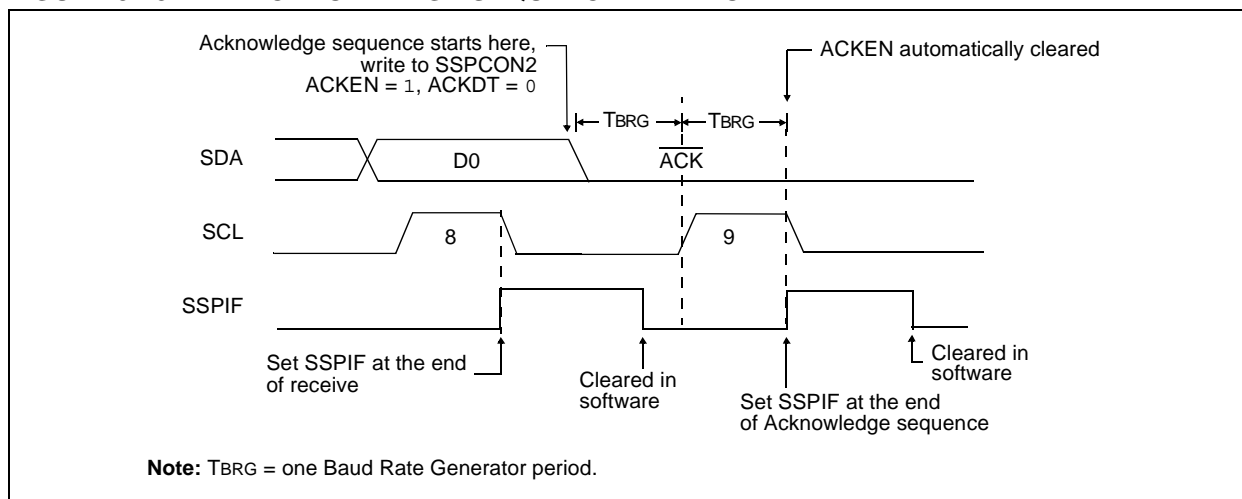 Acknowledge sequence starts here,
write to SSPCON2
ACKEN = 1, ACKDT = 0
ACKEN automatically cleared
TBRG
TBRG
SDA
D0
ACK
SCL
8
9
SSPIF
Set SSPIF at the end
of receive
Cleared in
software
Set SSPIF at the end
of Acknowledge sequence
Cleared in
software
Note: TBRG = one Baud Rate Generator period.